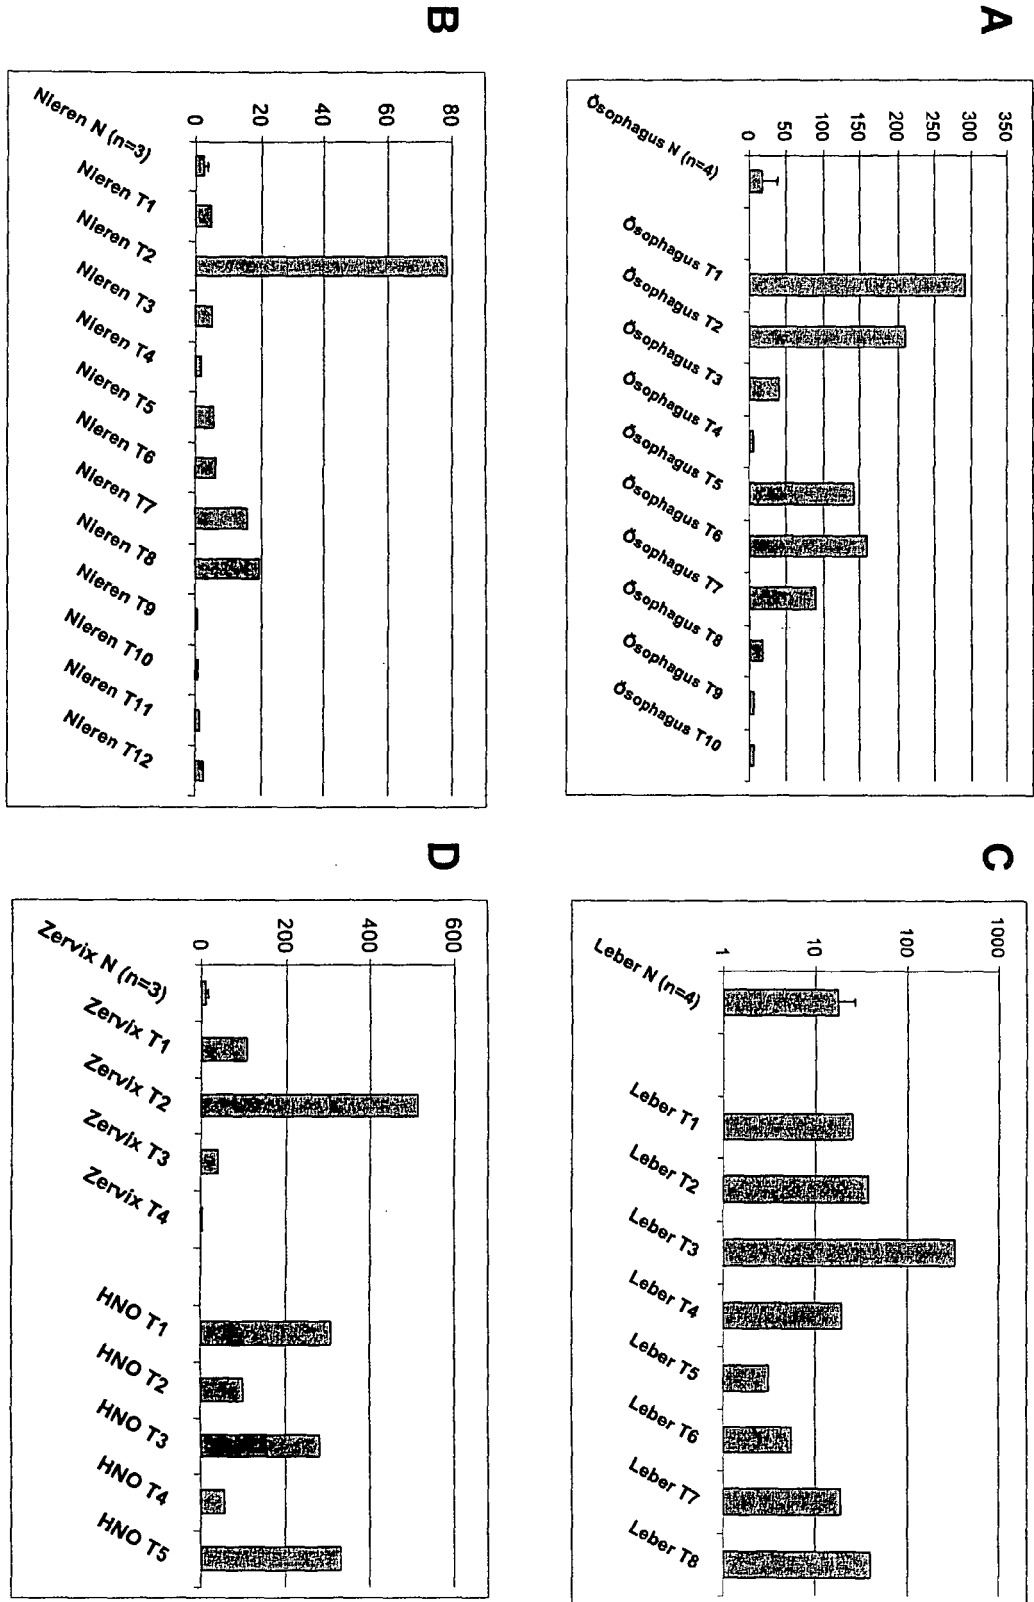 A
350
300
250
200
150
100
50
0
Ösophagus N (n=4)
Ösophagus T1
Ösophagus T2
Ösophagus T3
Ösophagus T4
Ösophagus T5
Ösophagus T6
Ösophagus T7
Ösophagus T8
Ösophagus T9
Ösophagus T10
B
80
60
40
20
0
Nieren N (n=3)
Nieren T1
Nieren T2
Nieren T3
Nieren T4
Nieren T5
Nieren T6
Nieren T7
Nieren T8
Nieren T9
Nieren T10
Nieren T11
Nieren T12
C
1000
100
10
1
Leber N (n=4)
Leber T1
Leber T2
Leber T3
Leber T4
Leber T5
Leber T6
Leber T7
Leber T8
D
600
400
200
0
Zervix N (n=3)
Zervix T1
Zervix T2
Zervix T3
Zervix T4
HNO T1
HNO T2
HNO T3
HNO T4
HNO T5